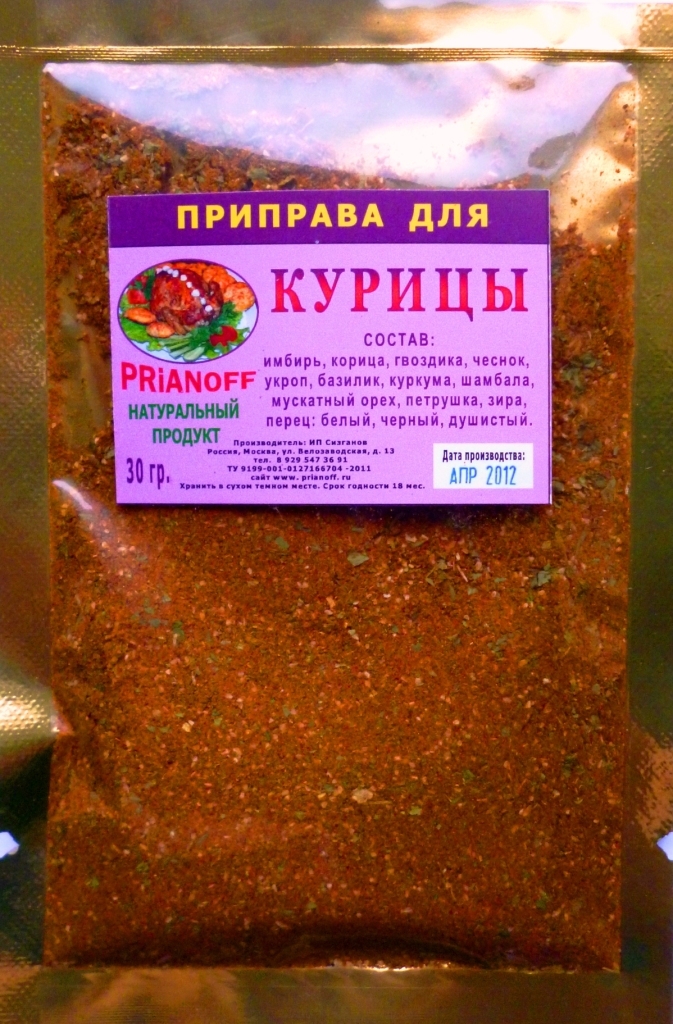 ПРИПРАВА ДЛЯ
КУРИЦЫ
СОСТАВ:
имбирь, корица, гвоздика, чеснок,
укроп, базилик, куркума, шамбала,
мускатный орех, петрушка, зира,
перец: белый, черный, душистый.
PRiANOFF
НАТУРАЛЬНЫЙ
ПРОДУКТ
30 гр.
Производитель: ИП Сизганов
Россия, Москва, ул. Велозаводская, д. 13
тел. 8 929 547 36 91
ТУ 9199-001-0127166704 -2011
сайт www. prianoff. ru
Хранить в сухом темном месте. Срок годности 18 мес.
Дата производства:
АПР 2012